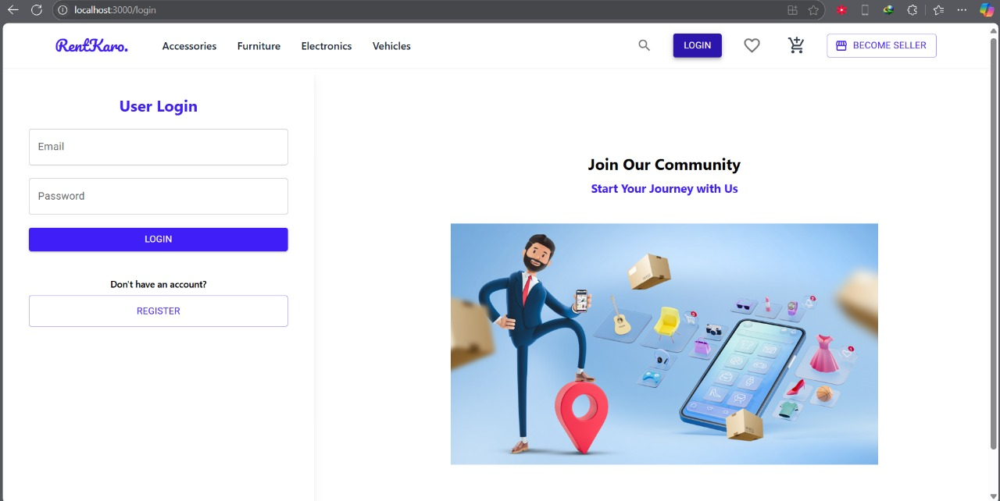 localhost:3000/login
RentKaro.
Accessories
Furniture
Electronics
Vehicles
LOGIN
BECOME SELLER
User Login
Email
Password
LOGIN
Don't have an account?
REGISTER
Join Our Community
Start Your Journey with Us